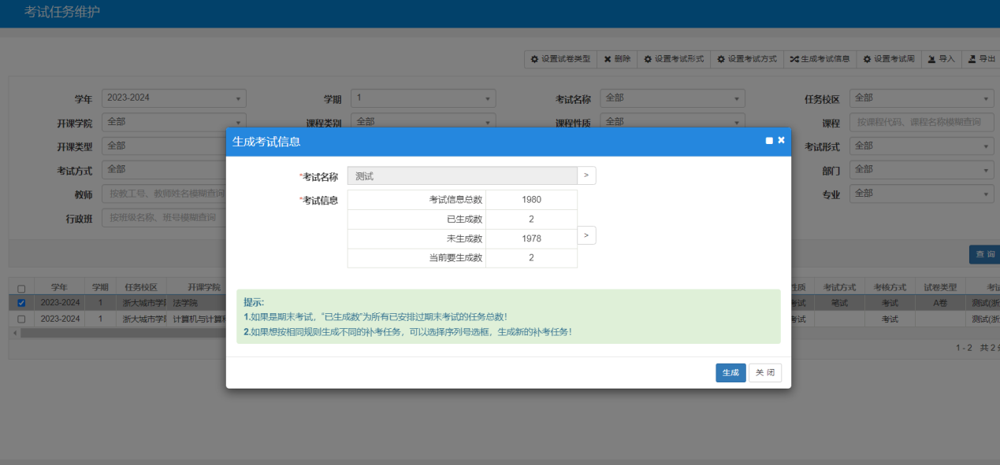 考试任务维护
设置试卷类型 删除 设置考试形式 设置考试方式 生成考试信息 设置考试周 导入 导出
学年 2023-2024 学期 1 考试名称 全部 任务校区 全部
开课学院 全部 课程类别 全部 课程性质 全部 课程 按课程代码、课程名称模糊查询
开课类型 全部 考试形式 全部
考试方式 全部 部门 全部
教师 按教工号、教师姓名模糊查询 专业 全部
行政班 按班级名称、班号模糊查询
查 询
生成考试信息
*考试名称 测试 >
*考试信息 考试信息总数 1980
已生成数 2
未生成数 1978 >
当前要生成数 2
提示:
1.如果是期末考试，"已生成数"为所有已安排过期末考试的任务总数！
2.如果想按相同规则生成不同的补考任务，可以选择序列号选框，生成新的补考任务！
生成 关 闭
学年 学期 任务校区 开课学院 性质 考试方式 考核方式 试卷类型 考试
2023-2024 1 浙大城市学 法学院 考试 笔试 考试 A卷 测试(浙
2023-2024 1 浙大城市学 计算机与计算 考试 考试 测试(浙
1 - 2 共 2